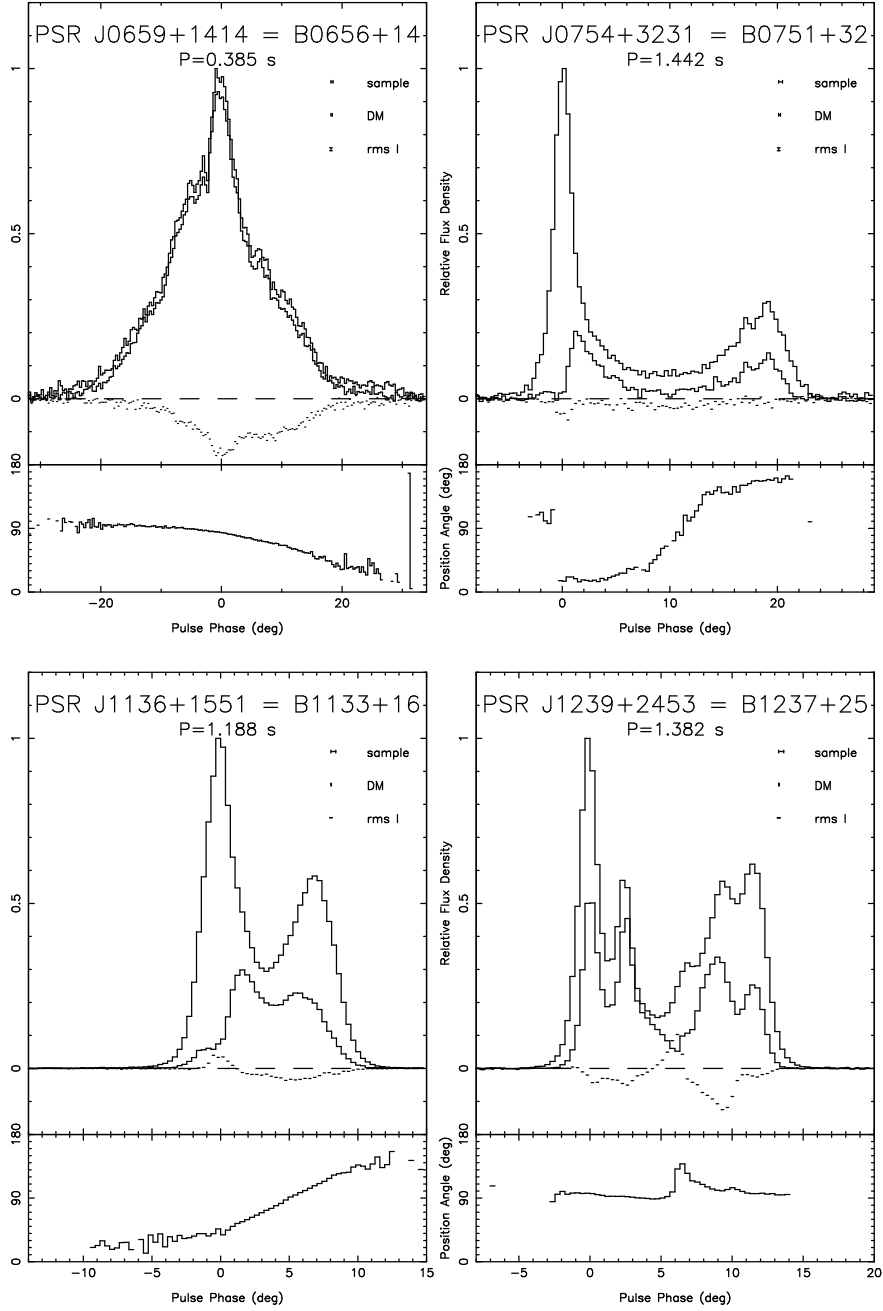 PSR J0659+1414 = B0656+14
P=0.385 s
sample
DM
rms I
1
0.5
0
180
90
0
−20
0
20
Pulse Phase (deg)
PSR J0754+3231 = B0751+32
P=1.442 s
sample
DM
rms I
Relative Flux Density
1
0.5
0
Position Angle (deg)
180
90
0
0
10
20
Pulse Phase (deg)
PSR J1136+1551 = B1133+16
P=1.188 s
sample
DM
rms I
1
0.5
0
180
90
0
−10
−5
0
5
10
15
Pulse Phase (deg)
PSR J1239+2453 = B1237+25
P=1.382 s
sample
DM
rms I
Relative Flux Density
1
0.5
0
Position Angle (deg)
180
90
0
−5
0
5
10
15
20
Pulse Phase (deg)